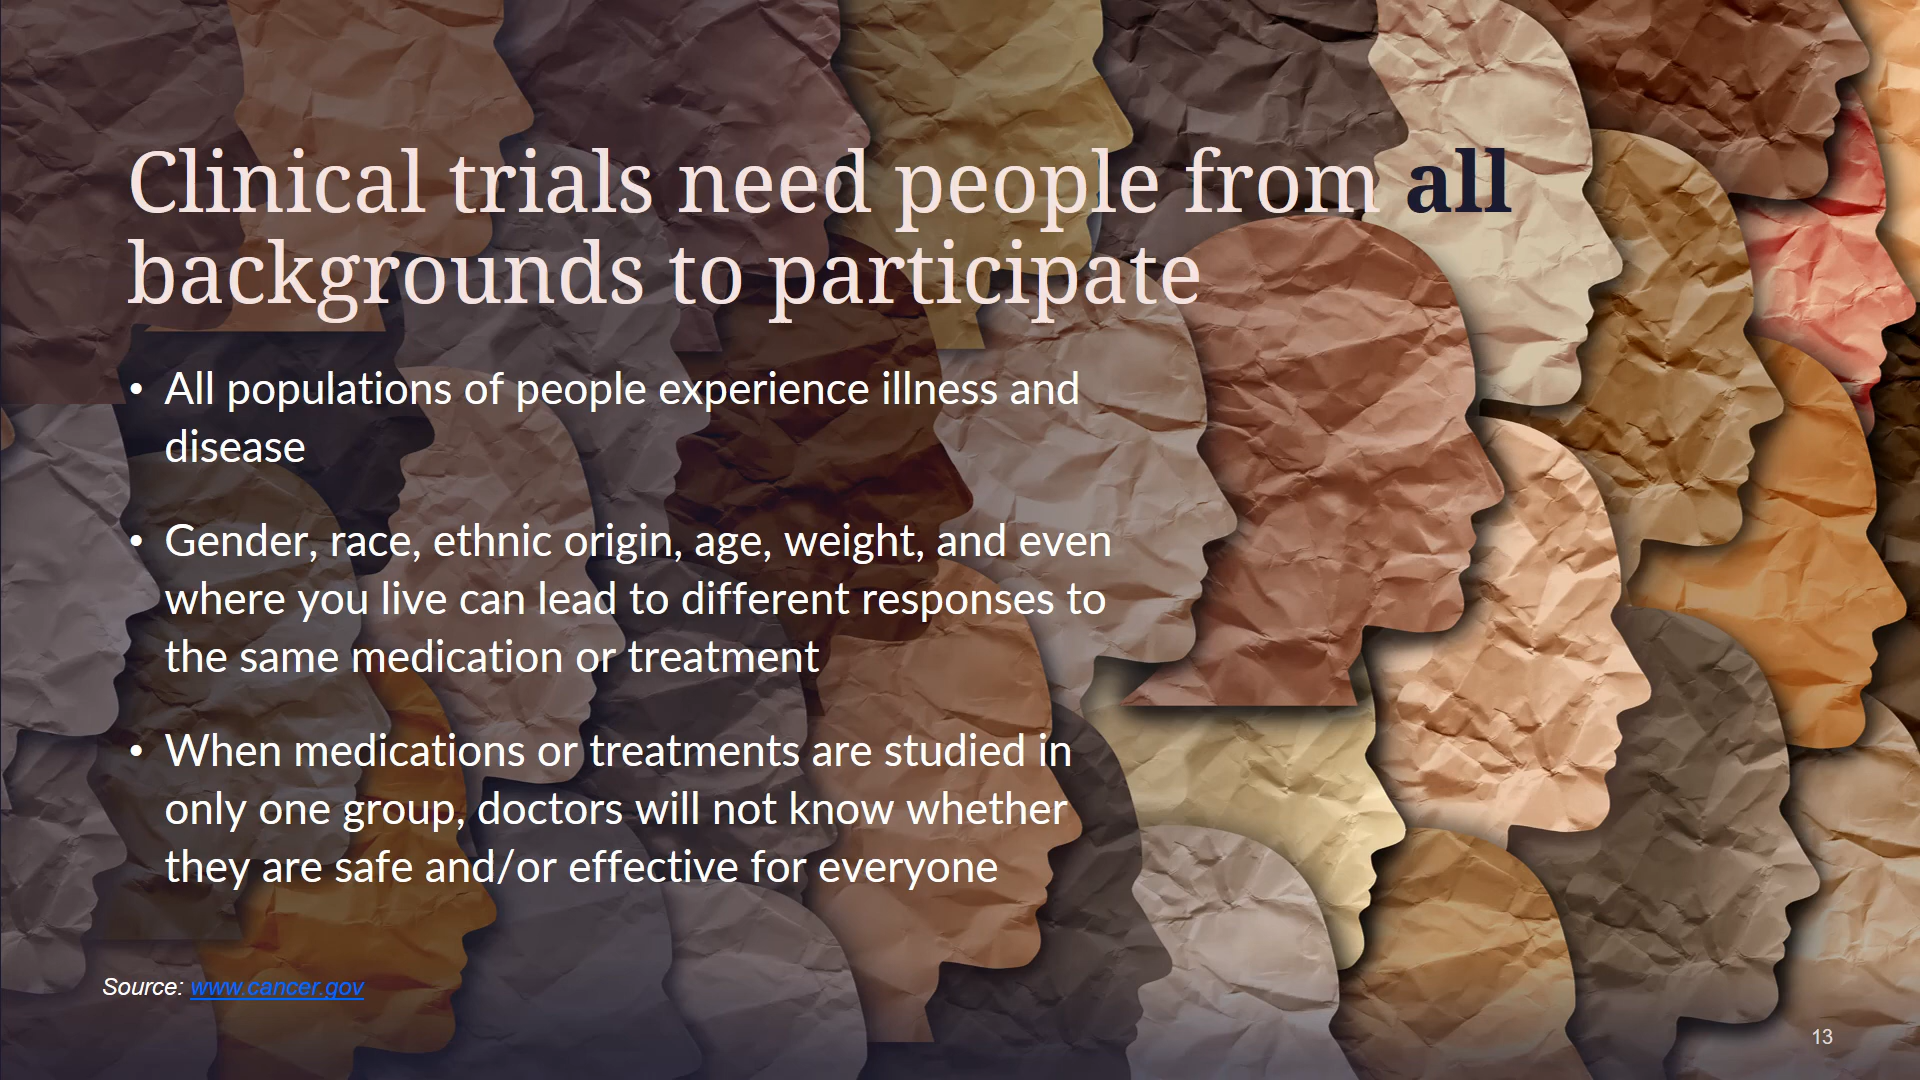 Clinical trials need people from all
backgrounds to participate
• All populations of people experience illness and
disease
• Gender, race, ethnic origin, age, weight, and even
where you live can lead to different responses to
the same medication or treatment
• When medications or treatments are studied in
only one group, doctors will not know whether
they are safe and/or effective for everyone
Source: www.cancer.gov
13